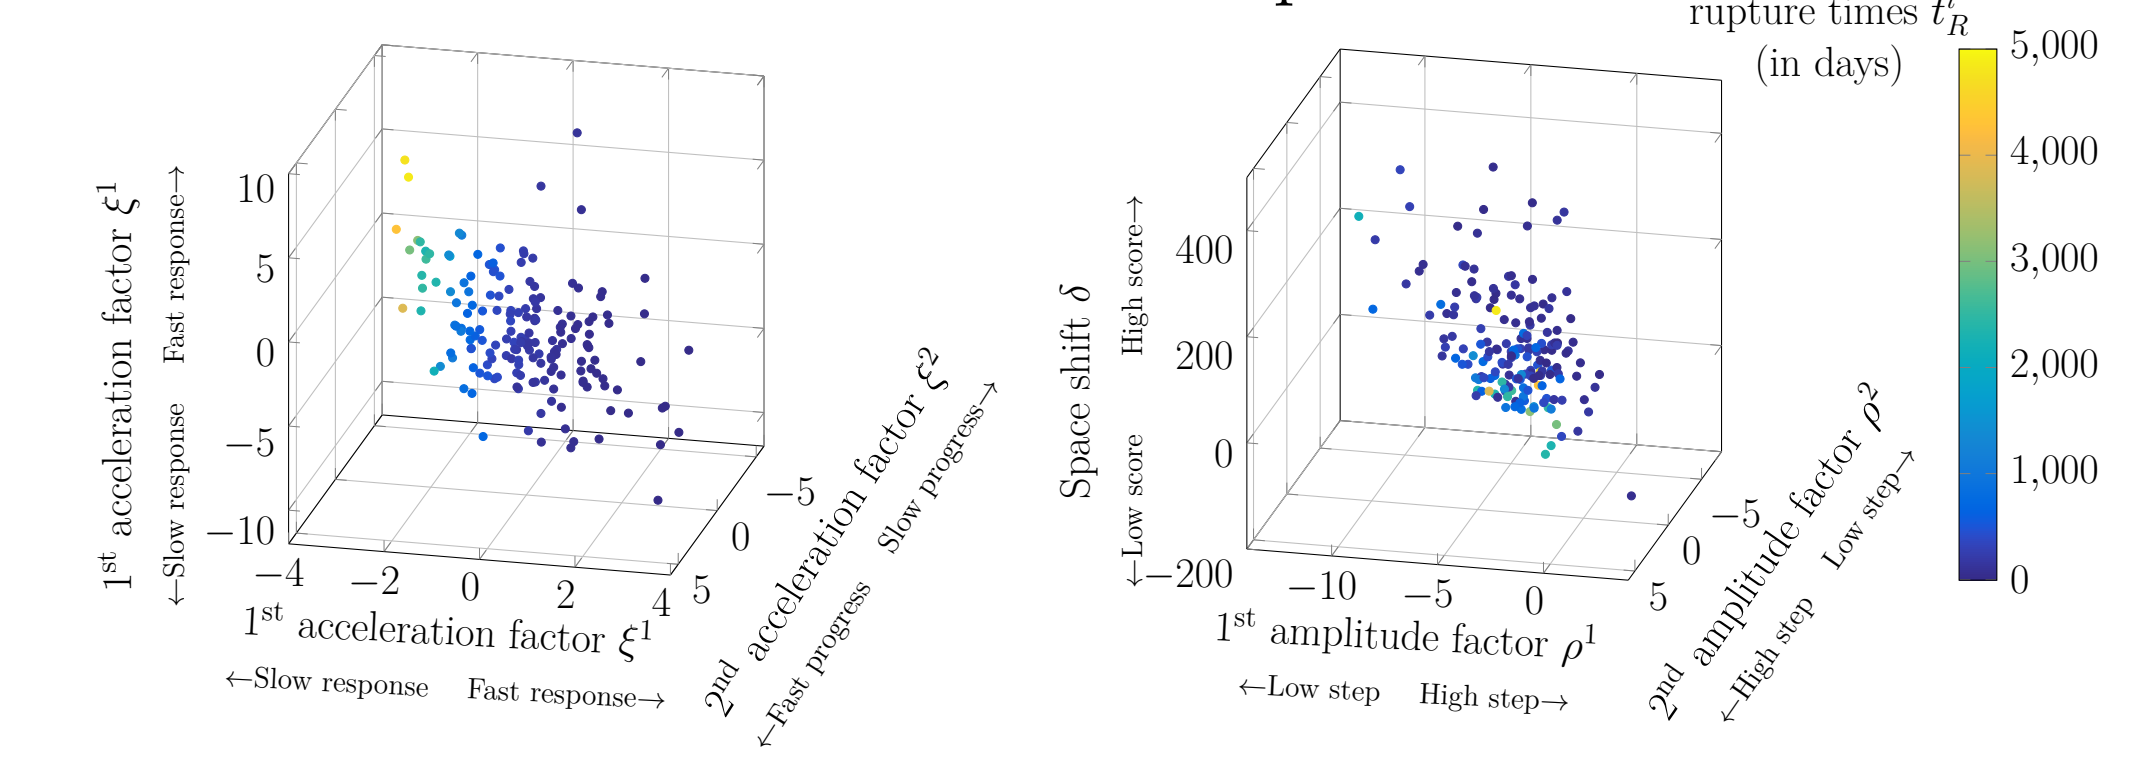 10
5
0
−5
−10
1st acceleration factor ξ1
←Slow response Fast response→
−4 −2 0 2 4
1st acceleration factor ξ1
←Slow response Fast response→
5 0 −5
2nd acceleration factor ξ2
←Fast progress Slow progress→
400
200
0
−200
Space shift δ
←Low score High score→
−10 −5 0
1st amplitude factor ρ1
←Low step High step→
5 0 −5
2nd amplitude factor ρ2
←High step Low step→
rupture times t_R
(in days)
5,000
4,000
3,000
2,000
1,000
0